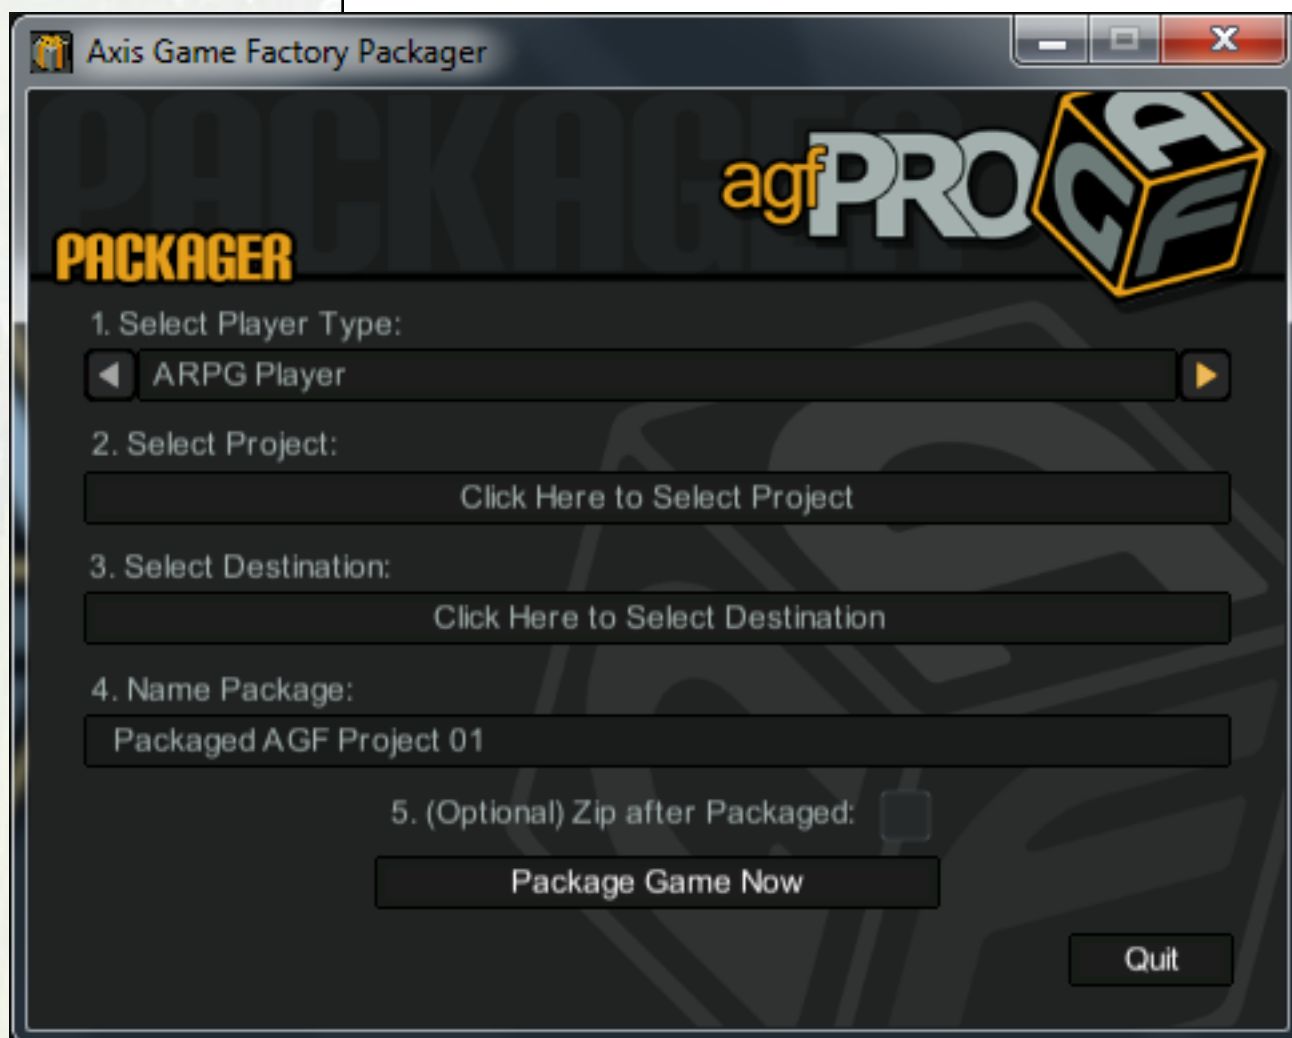 Axis Game Factory Packager
PACKAGER
agfPRO
AGF
PACKAGER
1. Select Player Type:
ARPG Player
2. Select Project:
Click Here to Select Project
3. Select Destination:
Click Here to Select Destination
4. Name Package:
Packaged AGF Project 01
5. (Optional) Zip after Packaged:
Package Game Now
Quit